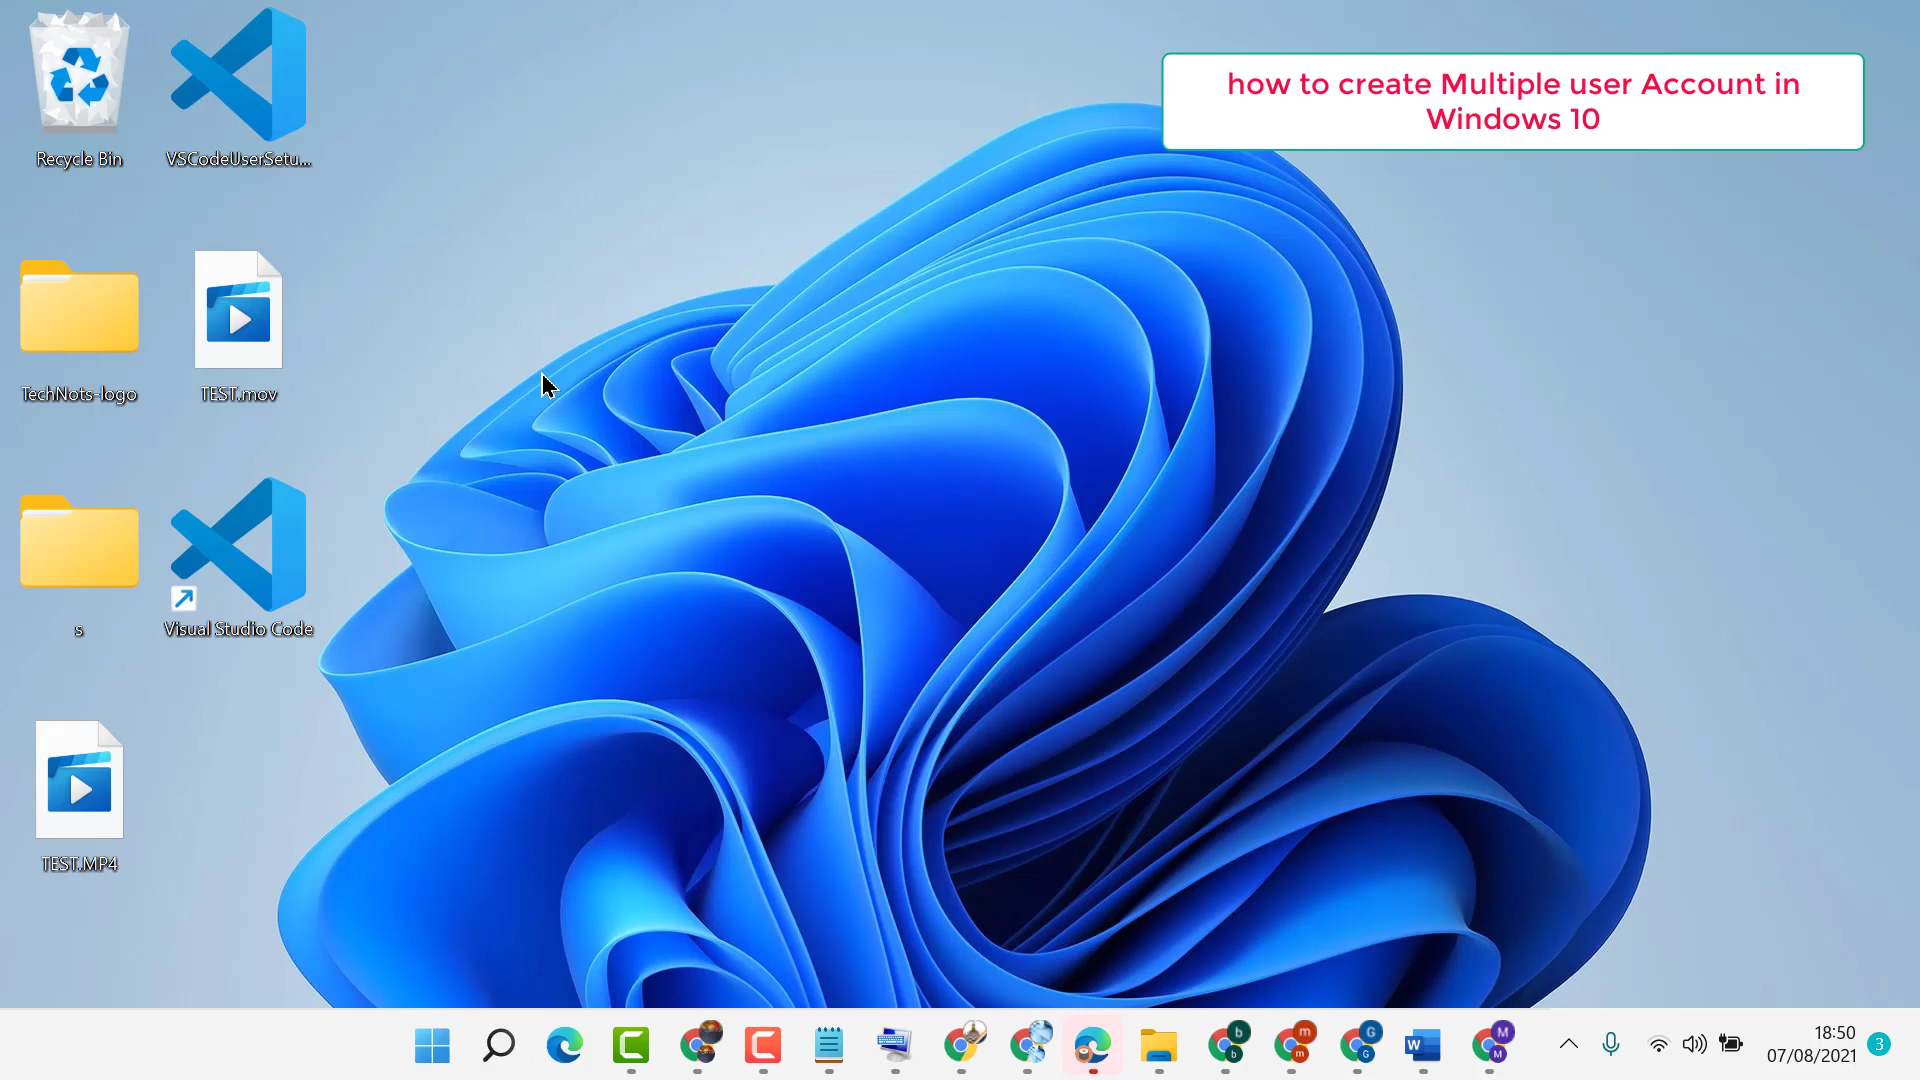 how to create Multiple user Account in
Windows 10
Recycle Bin
VSCodeUserSetu...
TechNots-logo
TEST.mov
s
Visual Studio Code
TEST.MP4
b
b
m
m
G
G
W
M
M
18:50
07/08/2021
3